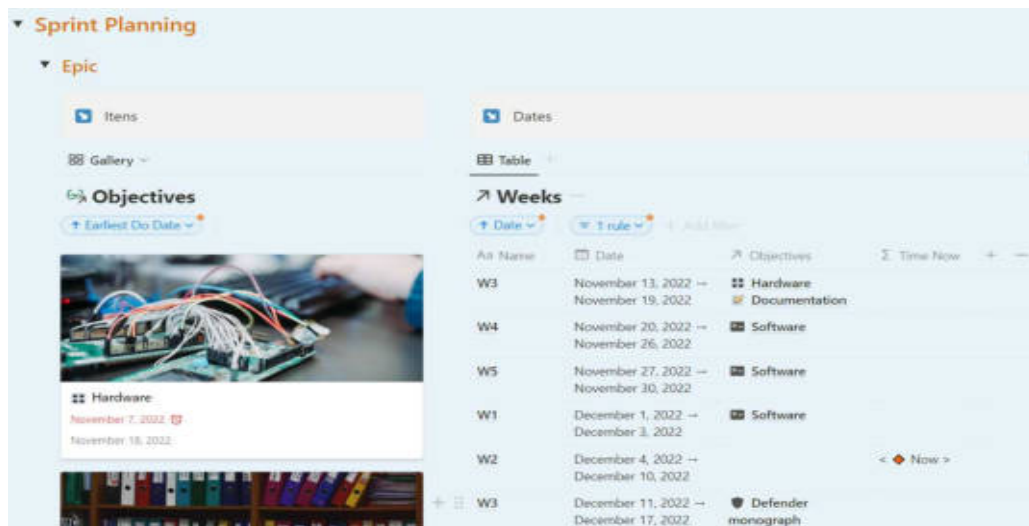 Sprint Planning
Epic
Itens
Gallery
Objectives
↑ Earliest Do Date
Hardware
November 7, 2022
November 18, 2022
Dates
Table
↗ Weeks
↑ Date
1 rule
+ Add filter
Aa Name
Date
↗ Objectives
Σ Time Now
W3
November 13, 2022 →
November 19, 2022
Hardware
Documentation
W4
November 20, 2022 →
November 26, 2022
Software
W5
November 27, 2022 →
November 30, 2022
Software
W1
December 1, 2022 →
December 3, 2022
Software
W2
December 4, 2022 →
December 10, 2022
< Now >
W3
December 11, 2022 →
December 17, 2022
Defender
monograph